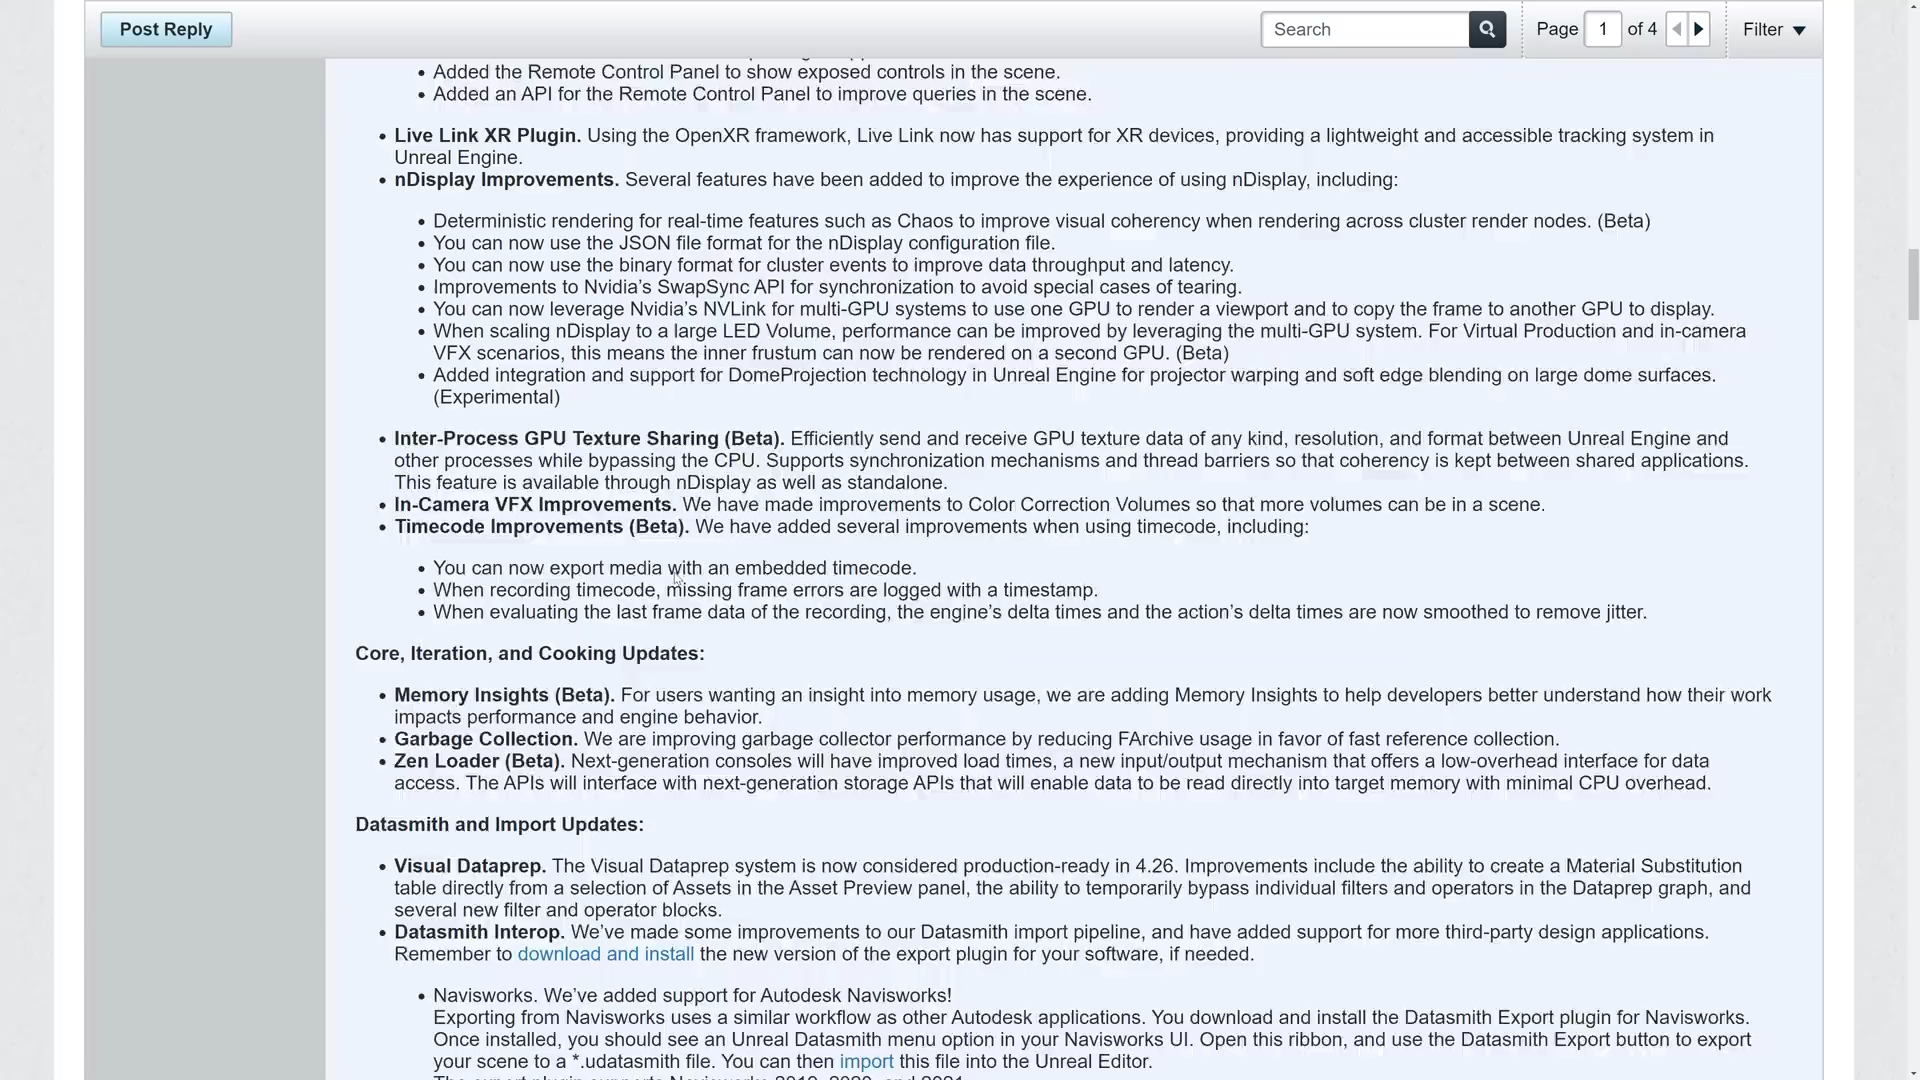 Post Reply
Search
Page 1 of 4
Filter
• Added the Remote Control Panel to show exposed controls in the scene.
• Added an API for the Remote Control Panel to improve queries in the scene.
• Live Link XR Plugin. Using the OpenXR framework, Live Link now has support for XR devices, providing a lightweight and accessible tracking system in
Unreal Engine.
• nDisplay Improvements. Several features have been added to improve the experience of using nDisplay, including:
• Deterministic rendering for real-time features such as Chaos to improve visual coherency when rendering across cluster render nodes. (Beta)
• You can now use the JSON file format for the nDisplay configuration file.
• You can now use the binary format for cluster events to improve data throughput and latency.
• Improvements to Nvidia’s SwapSync API for synchronization to avoid special cases of tearing.
• You can now leverage Nvidia’s NVLink for multi-GPU systems to use one GPU to render a viewport and to copy the frame to another GPU to display.
• When scaling nDisplay to a large LED Volume, performance can be improved by leveraging the multi-GPU system. For Virtual Production and in-camera
VFX scenarios, this means the inner frustum can now be rendered on a second GPU. (Beta)
• Added integration and support for DomeProjection technology in Unreal Engine for projector warping and soft edge blending on large dome surfaces.
(Experimental)
• Inter-Process GPU Texture Sharing (Beta). Efficiently send and receive GPU texture data of any kind, resolution, and format between Unreal Engine and
other processes while bypassing the CPU. Supports synchronization mechanisms and thread barriers so that coherency is kept between shared applications.
This feature is available through nDisplay as well as standalone.
• In-Camera VFX Improvements. We have made improvements to Color Correction Volumes so that more volumes can be in a scene.
• Timecode Improvements (Beta). We have added several improvements when using timecode, including:
• You can now export media with an embedded timecode.
• When recording timecode, missing frame errors are logged with a timestamp.
• When evaluating the last frame data of the recording, the engine’s delta times and the action’s delta times are now smoothed to remove jitter.
Core, Iteration, and Cooking Updates:
• Memory Insights (Beta). For users wanting an insight into memory usage, we are adding Memory Insights to help developers better understand how their work
impacts performance and engine behavior.
• Garbage Collection. We are improving garbage collector performance by reducing FArchive usage in favor of fast reference collection.
• Zen Loader (Beta). Next-generation consoles will have improved load times, a new input/output mechanism that offers a low-overhead interface for data
access. The APIs will interface with next-generation storage APIs that will enable data to be read directly into target memory with minimal CPU overhead.
Datasmith and Import Updates:
• Visual Dataprep. The Visual Dataprep system is now considered production-ready in 4.26. Improvements include the ability to create a Material Substitution
table directly from a selection of Assets in the Asset Preview panel, the ability to temporarily bypass individual filters and operators in the Dataprep graph, and
several new filter and operator blocks.
• Datasmith Interop. We’ve made some improvements to our Datasmith import pipeline, and have added support for more third-party design applications.
Remember to download and install the new version of the export plugin for your software, if needed.
• Navisworks. We’ve added support for Autodesk Navisworks!
Exporting from Navisworks uses a similar workflow as other Autodesk applications. You download and install the Datasmith Export plugin for Navisworks.
Once installed, you should see an Unreal Datasmith menu option in your Navisworks UI. Open this ribbon, and use the Datasmith Export button to export
your scene to a *.udatasmith file. You can then import this file into the Unreal Editor.
The export plugin supports Navisworks 2019, 2020, and 2021